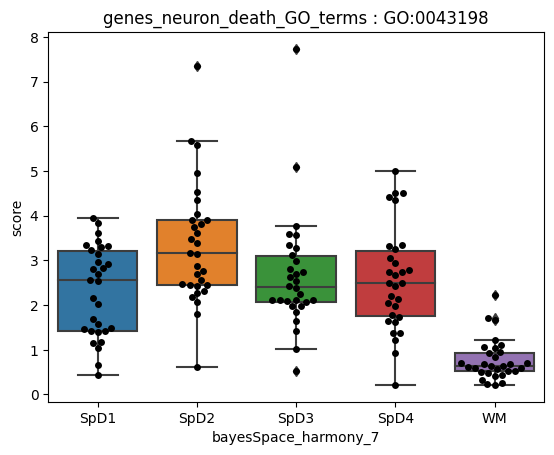 genes_neuron_death_GO_terms : GO:0043198
8
7
6
5
4
3
2
1
0
score
SpD1 SpD2 SpD3 SpD4 WM
bayesSpace_harmony_7